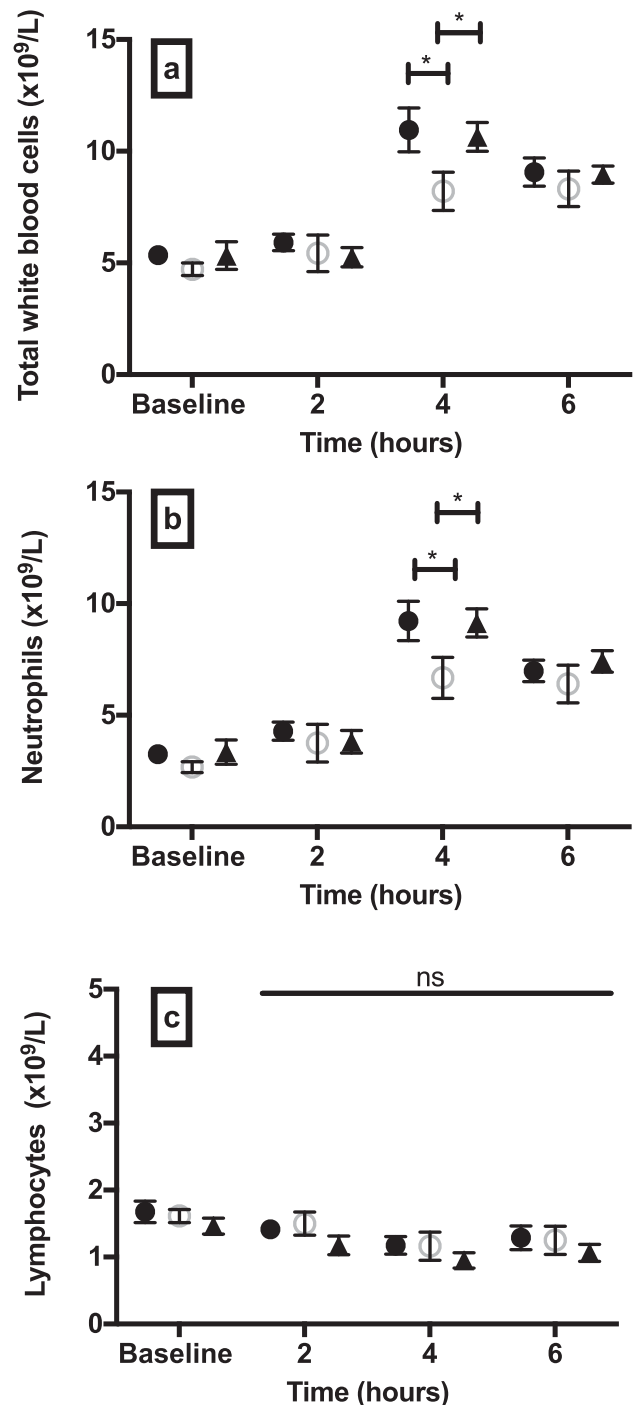 Total white blood cells (x10⁹/L)
a
*
*
15
10
5
0
Baseline 2 4 6
Time (hours)
Neutrophils (x10⁹/L)
b
*
*
15
10
5
0
Baseline 2 4 6
Time (hours)
Lymphocytes (x10⁹/L)
c
ns
5
4
3
2
1
0
Baseline 2 4 6
Time (hours)